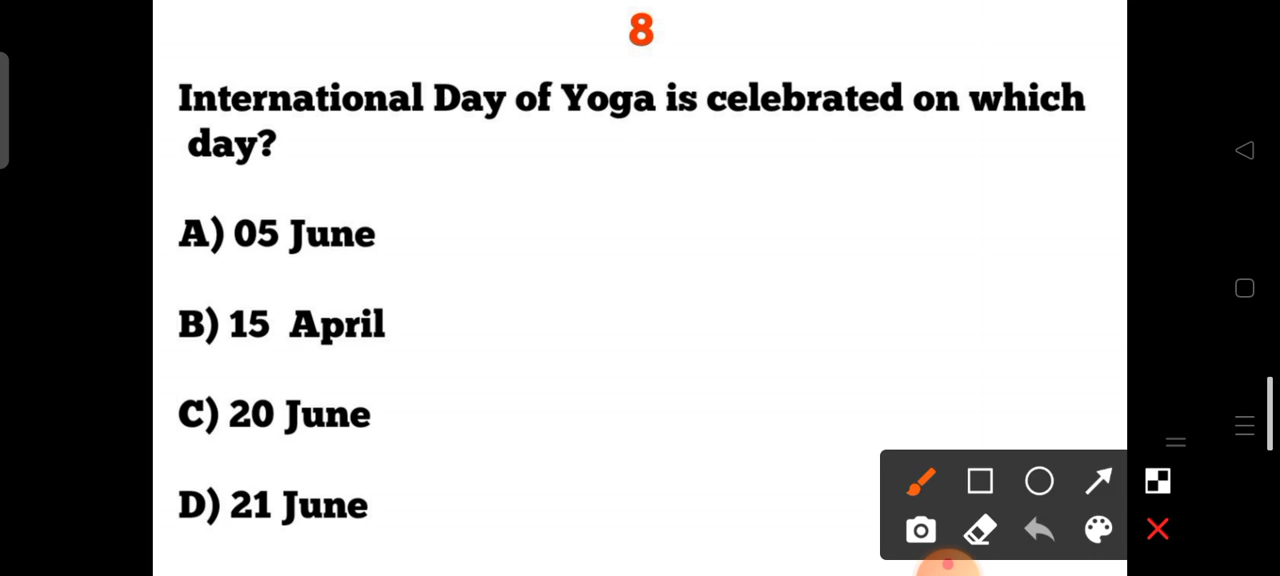 8
International Day of Yoga is celebrated on which
day?
A) 05 June
B) 15 April
C) 20 June
D) 21 June